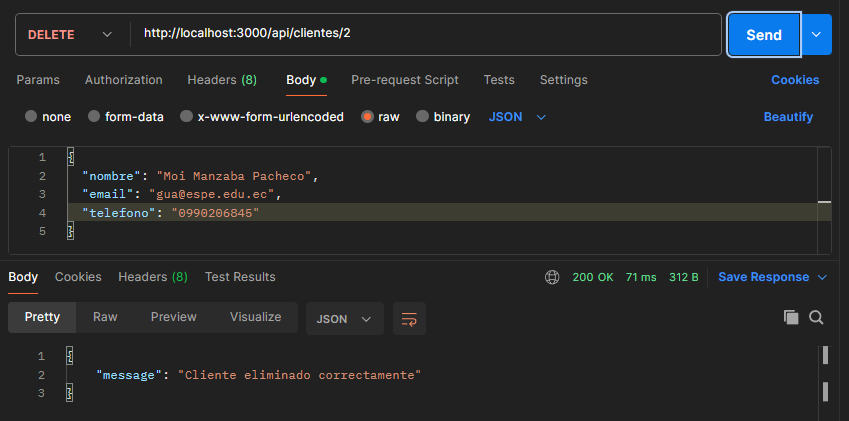 DELETE http://localhost:3000/api/clientes/2 Send
Params Authorization Headers (8) Body Pre-request Script Tests Settings Cookies
none form-data x-www-form-urlencoded raw binary JSON Beautify
1 {
2 "nombre": "Moi Manzaba Pacheco",
3 "email": "gua@espe.edu.ec",
4 "telefono": "0990206845"
5 }
Body Cookies Headers (8) Test Results 200 OK 71 ms 312 B Save Response
Pretty Raw Preview Visualize JSON
1 {
2 "message": "Cliente eliminado correctamente"
3 }